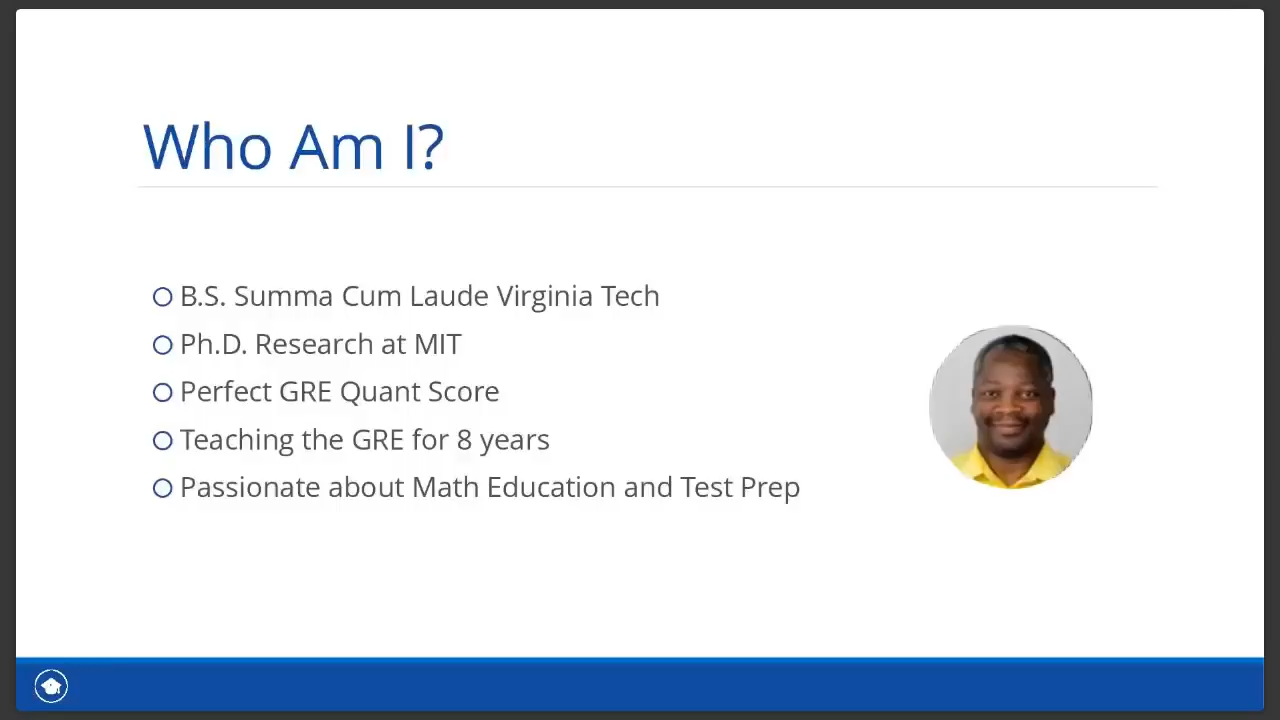 Who Am I?
B.S. Summa Cum Laude Virginia Tech
Ph.D. Research at MIT
Perfect GRE Quant Score
Teaching the GRE for 8 years
Passionate about Math Education and Test Prep